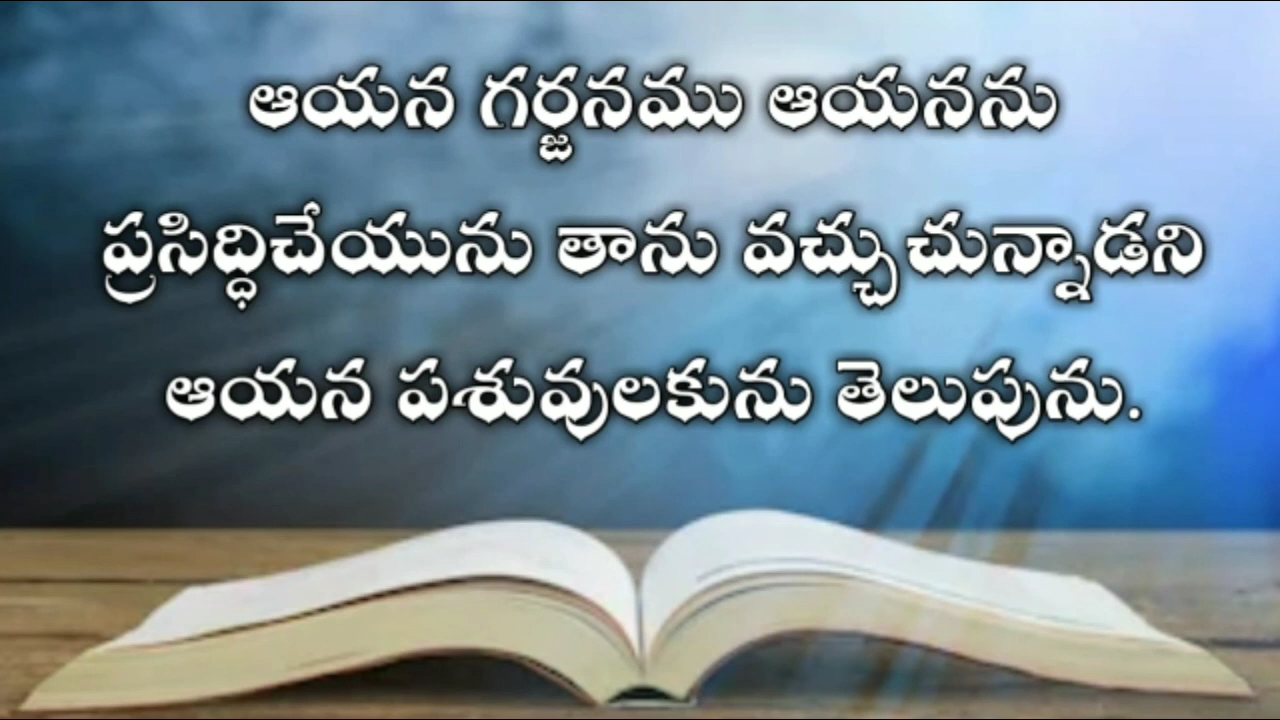 ఆయన గర్జనము ఆయనను
ప్రసిద్ధిచేయును తాను వచ్చుచున్నాడని
ఆయన పశువులకును తెలుపును.